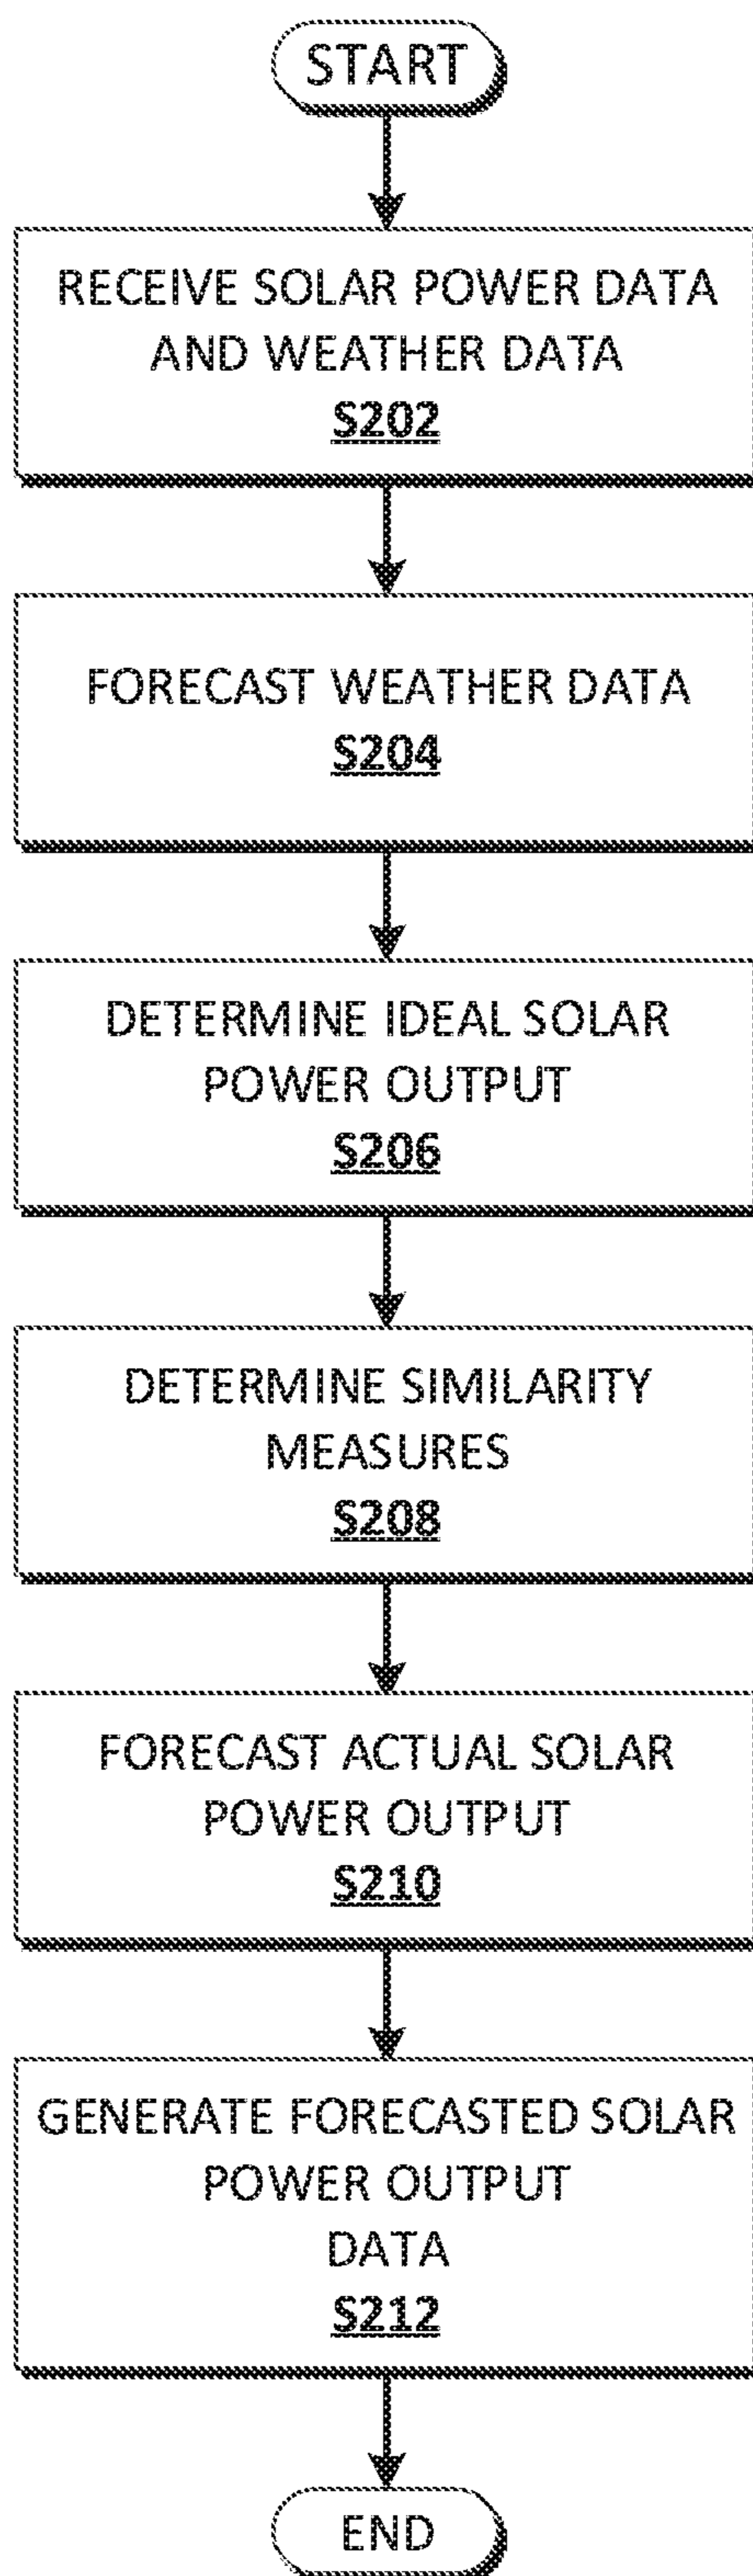 START
RECEIVE SOLAR POWER DATA
AND WEATHER DATA
S202
FORECAST WEATHER DATA
S204
DETERMINE IDEAL SOLAR
POWER OUTPUT
S206
DETERMINE SIMILARITY
MEASURES
S208
FORECAST ACTUAL SOLAR
POWER OUTPUT
S210
GENERATE FORECASTED SOLAR
POWER OUTPUT
DATA
S212
END